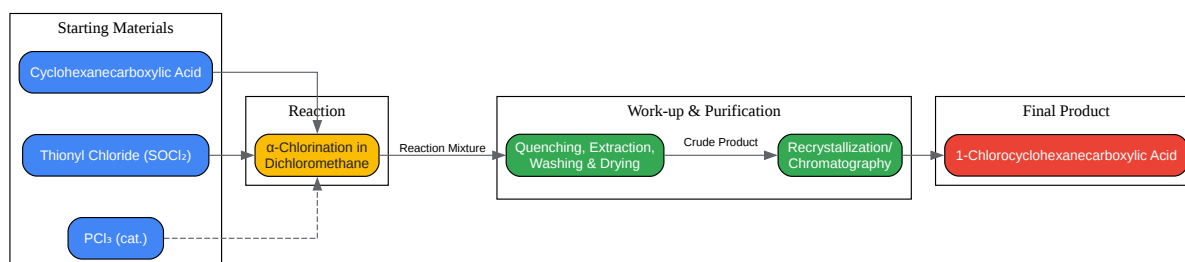 Starting Materials
Cyclohexanecarboxylic Acid
Thionyl Chloride (SOCl₂)
PCl₃ (cat.)
Reaction
α-Chlorination in
Dichloromethane
Reaction Mixture
Work-up & Purification
Quenching, Extraction,
Washing & Drying
Crude Product
Recrystallization/
Chromatography
Final Product
1-Chlorocyclohexanecarboxylic Acid